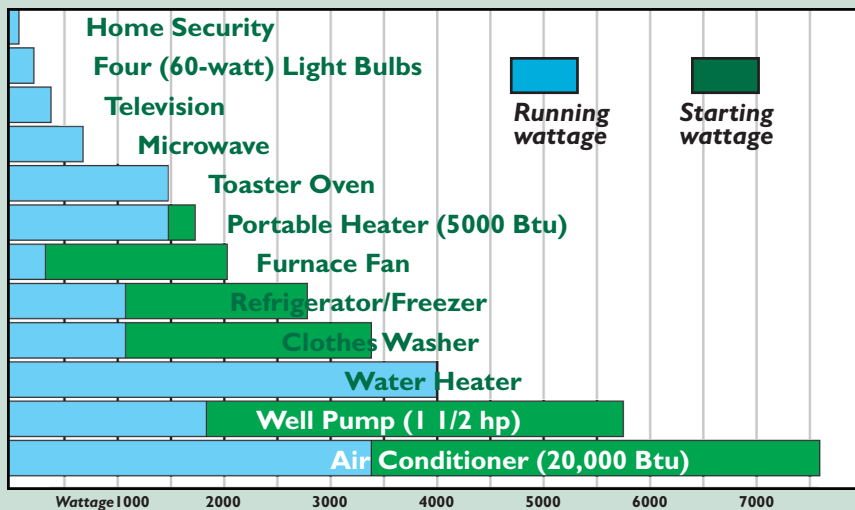 Home Security
Four (60-watt) Light Bulbs
Television
Microwave
Toaster Oven
Portable Heater (5000 Btu)
Furnace Fan
Refrigerator/Freezer
Clothes Washer
Water Heater
Well Pump (1 1/2 hp)
Air Conditioner (20,000 Btu)
Running
wattage
Starting
wattage
Wattage 1000 2000 3000 4000 5000 6000 7000